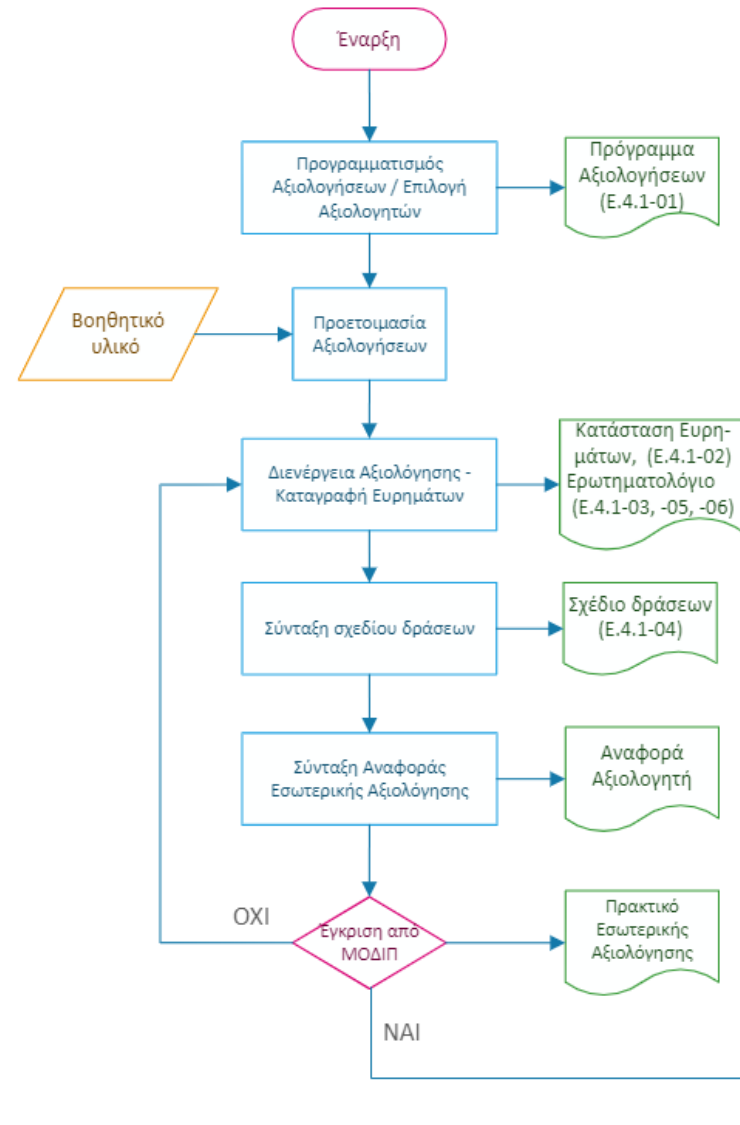 Έναρξη
Προγραμματισμός
Αξιολογήσεων / Επιλογή
Αξιολογητών
Πρόγραμμα
Αξιολογήσεων
(Ε.4.1-01)
Βοηθητικό
υλικό
Προετοιμασία
Αξιολογήσεων
Διενέργεια Αξιολόγησης -
Καταγραφή Ευρημάτων
Κατάσταση Ευρη-
μάτων, (Ε.4.1-02)
Ερωτηματολόγιο
(Ε.4.1-03, -05, -06)
Σύνταξη σχεδίου δράσεων
Σχέδιο δράσεων
(Ε.4.1-04)
Σύνταξη Αναφοράς
Εσωτερικής Αξιολόγησης
Αναφορά
Αξιολογητή
ΟΧΙ
Έγκριση από
ΜΟΔΙΠ
Πρακτικό
Εσωτερικής
Αξιολόγησης
ΝΑΙ